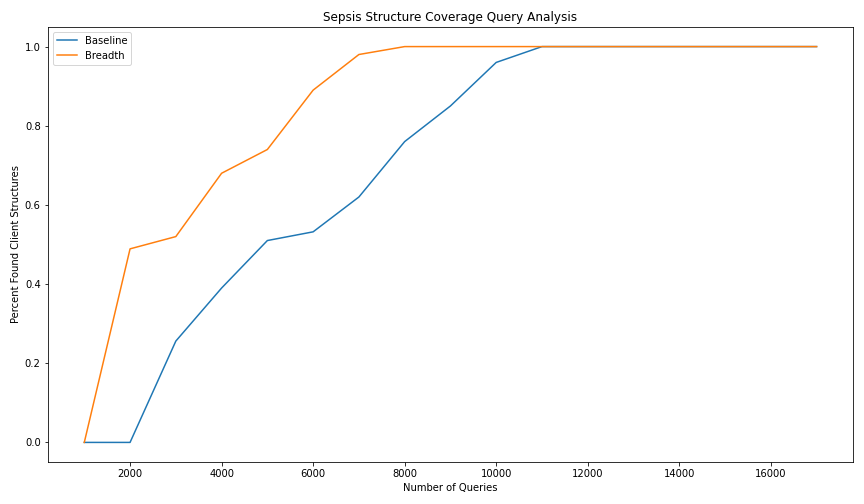 Sepsis Structure Coverage Query Analysis
Baseline
Breadth
1.0
0.8
0.6
0.4
0.2
0.0
Percent Found Client Structures
2000 4000 6000 8000 10000 12000 14000 16000
Number of Queries